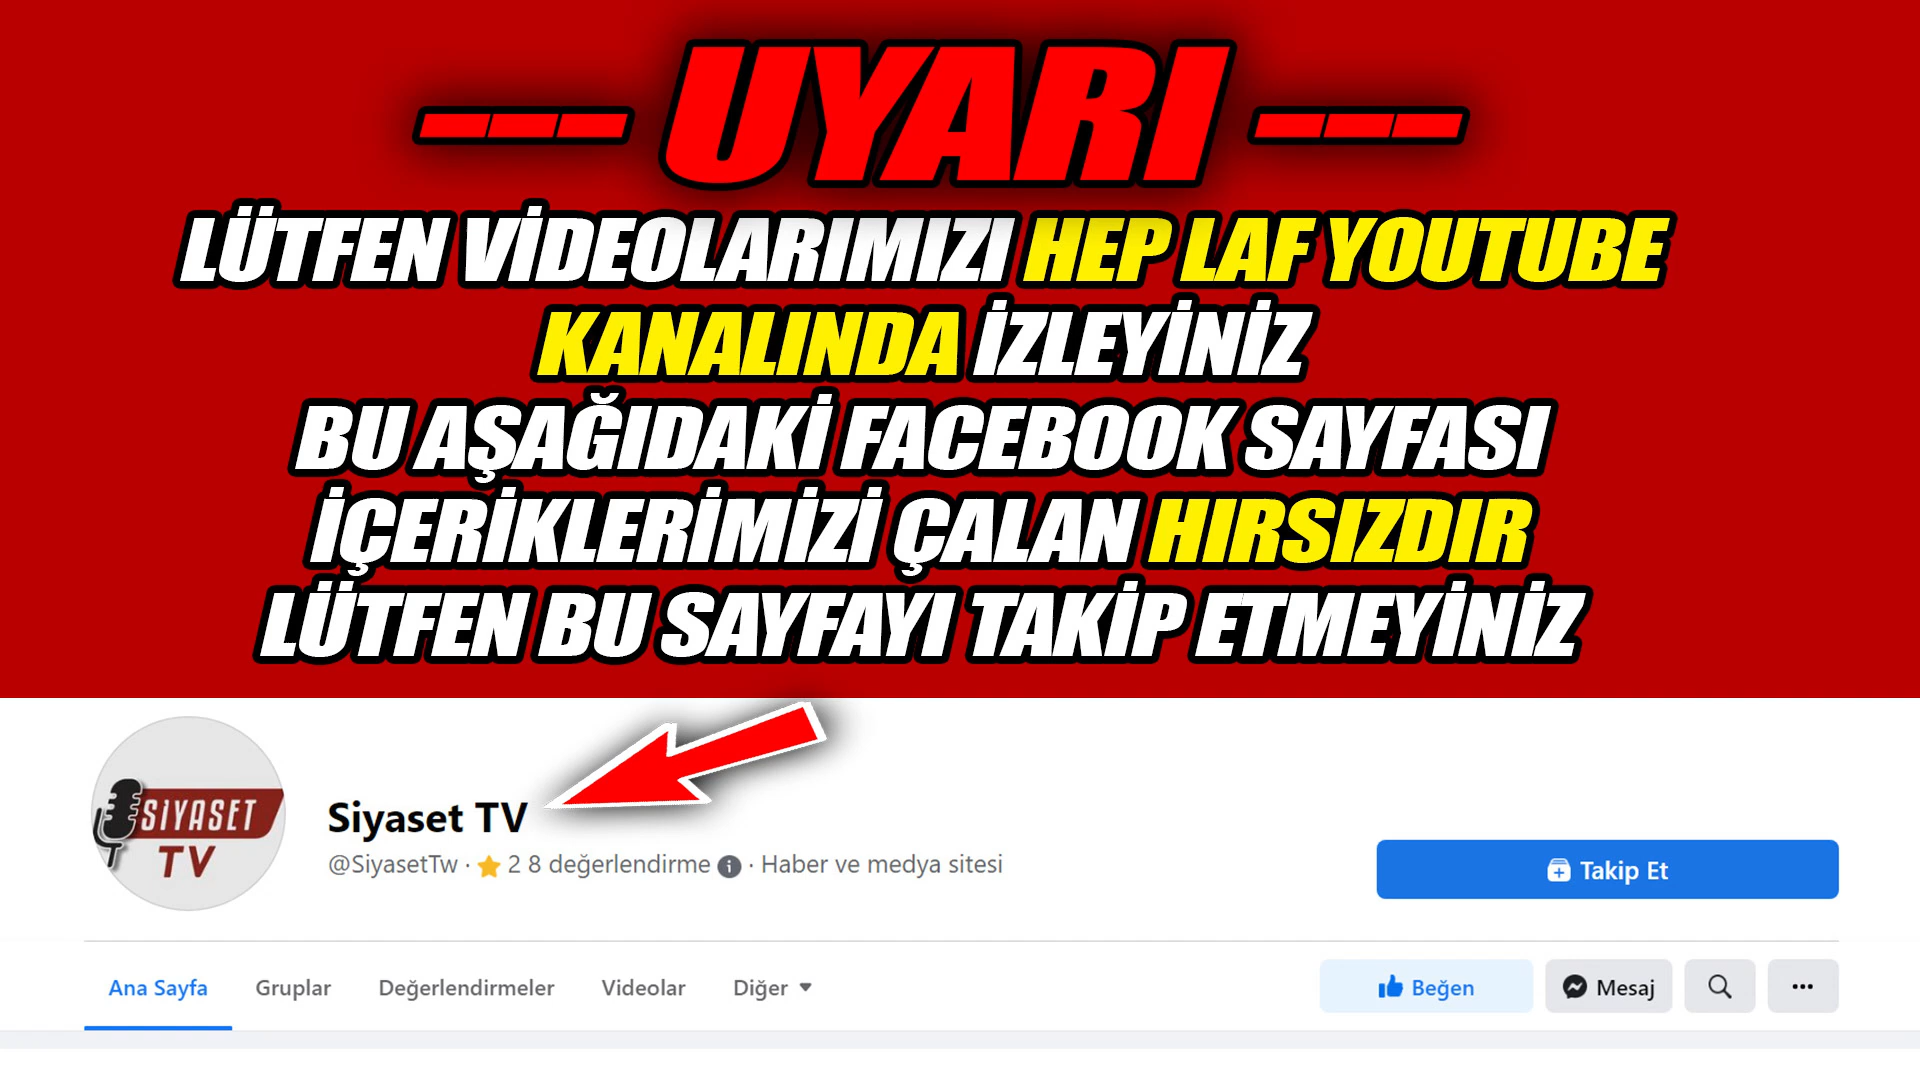 --- UYARI ---
LÜTFEN VİDEOLARIMIZI HEP LAF YOUTUBE
KANALINDA İZLEYİNİZ
BU AŞAĞIDAKİ FACEBOOK SAYFASI
İÇERİKLERİMİZİ ÇALAN HIRSIZDIR
LÜTFEN BU SAYFAYI TAKİP ETMEYİNİZ
SİYASET
TV
Siyaset TV
@SiyasetTw · 2 8 değerlendirme · Haber ve medya sitesi
Takip Et
Ana Sayfa Gruplar Değerlendirmeler Videolar Diğer
Beğen Mesaj